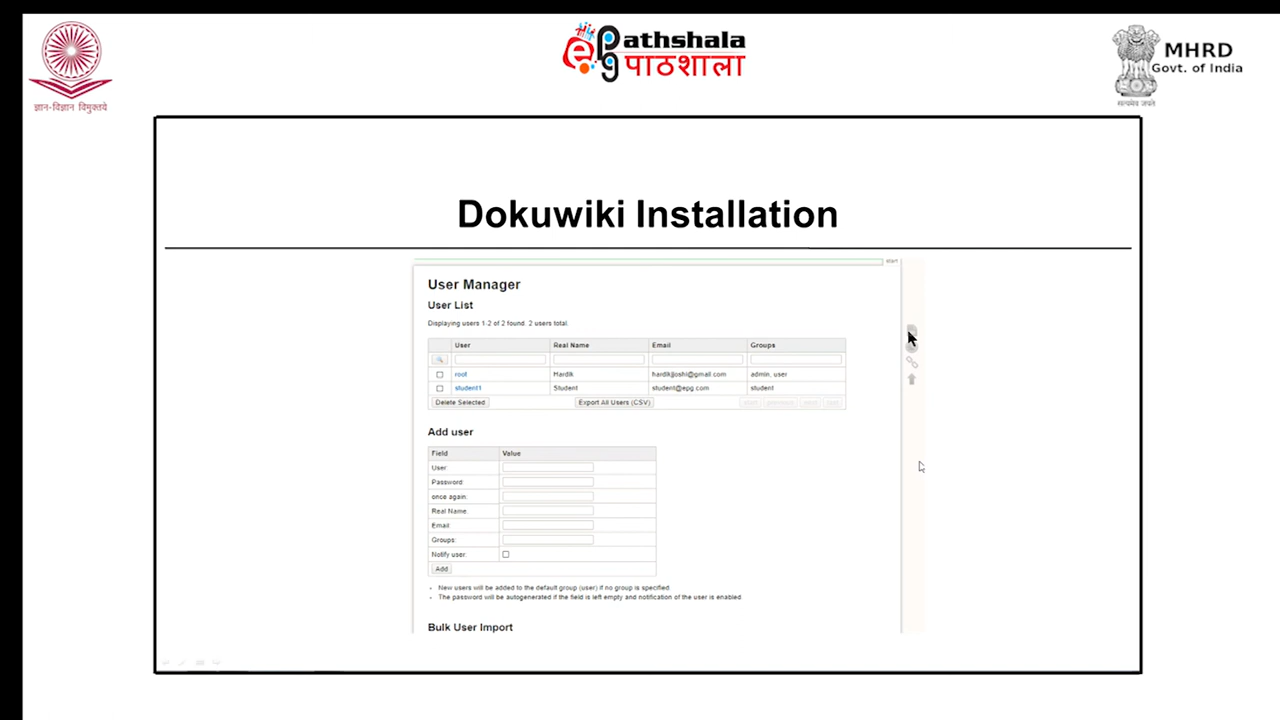 ज्ञान-विज्ञान विमुक्तये
ePG athshala
पाठशाला
MHRD
Govt. of India
सत्यमेव जयते
Dokuwiki Installation
start
User Manager
User List
Displaying users 1-2 of 2 found. 2 users total.
User Real Name Email Groups
root Hardik hardikjjoshi@gmail.com admin, user
student1 Student student@epg.com student
Delete Selected Export All Users (CSV)
Add user
Field Value
User:
Password:
once again:
Real Name:
Email:
Groups:
Notify user:
Add
New users will be added to the default group (user) if no group is specified.
The password will be autogenerated if the field is left empty and notification of the user is enabled.
Bulk User Import